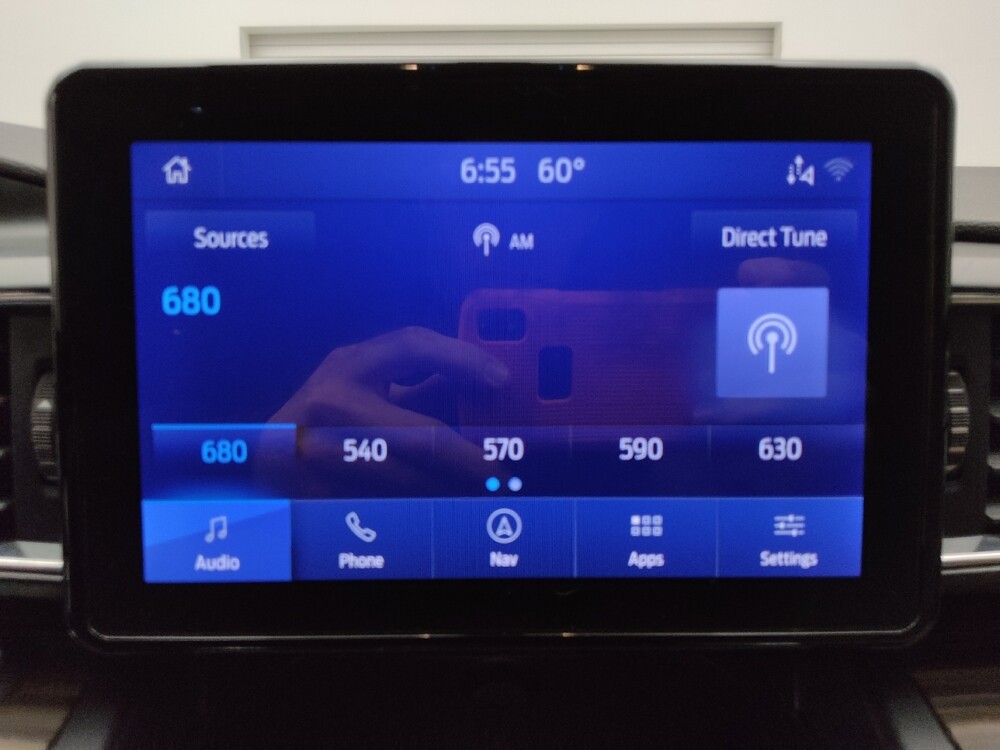 6:55 60°
Sources AM Direct Tune
680
680 540 570 590 630
Audio Phone Nav Apps Settings